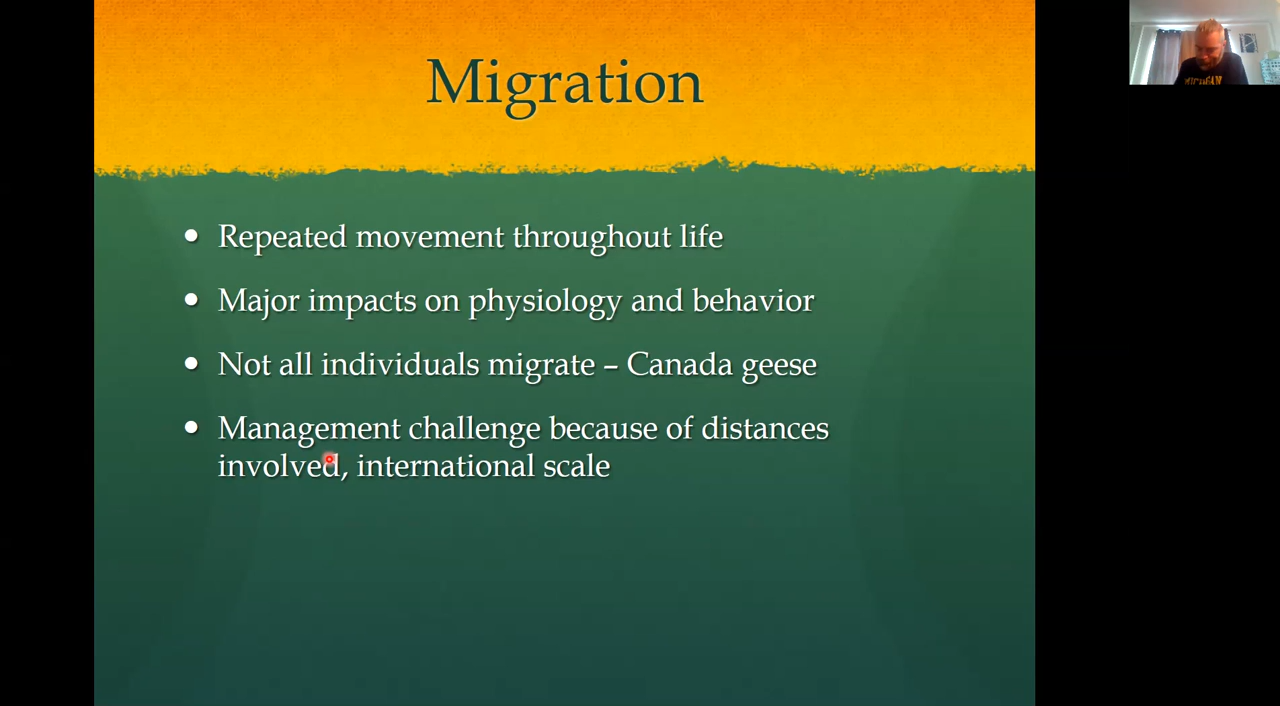 Migration
• Repeated movement throughout life
• Major impacts on physiology and behavior
• Not all individuals migrate – Canada geese
• Management challenge because of distances
involved, international scale
MICHIGAN